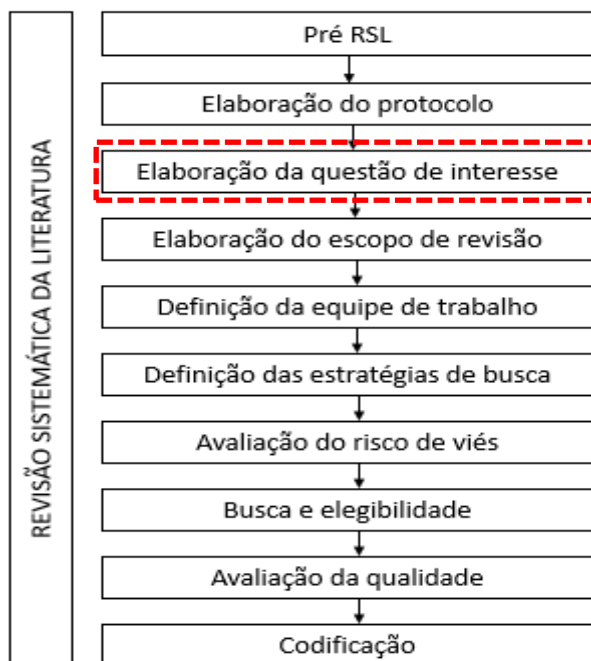 REVISÃO SISTEMÁTICA DA LITERATURA
Pré RSL
Elaboração do protocolo
Elaboração da questão de interesse
Elaboração do escopo de revisão
Definição da equipe de trabalho
Definição das estratégias de busca
Avaliação do risco de viés
Busca e elegibilidade
Avaliação da qualidade
Codificação